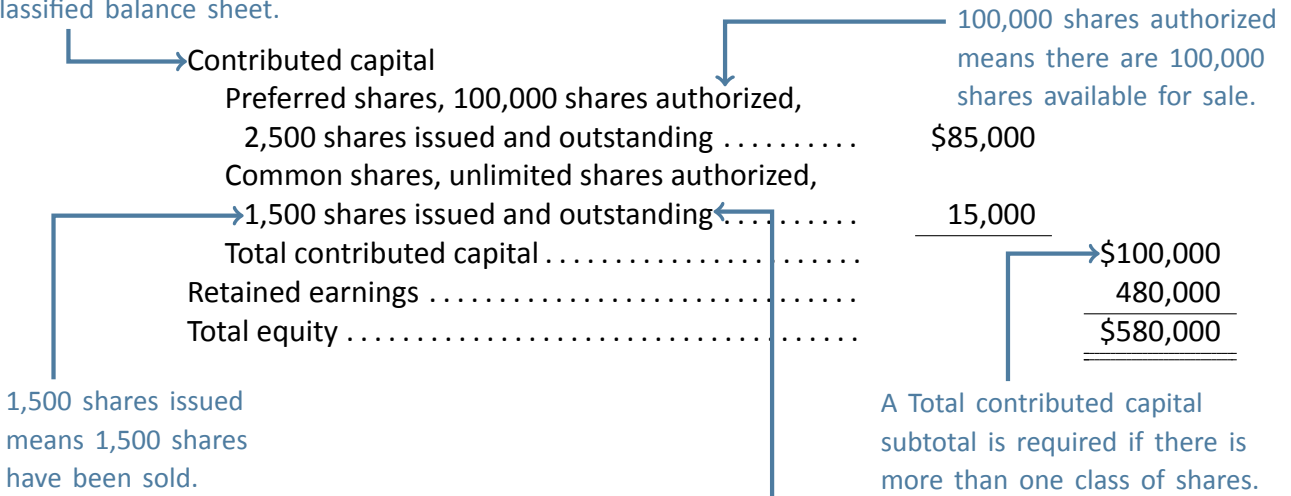 lassified balance sheet.
100,000 shares authorized
means there are 100,000
shares available for sale.
Contributed capital
Preferred shares, 100,000 shares authorized,
2,500 shares issued and outstanding . . . . . . . . . . $85,000
Common shares, unlimited shares authorized,
1,500 shares issued and outstanding . . . . . . . . . . 15,000
Total contributed capital . . . . . . . . . . . . . . . . . . . . . . . $100,000
Retained earnings . . . . . . . . . . . . . . . . . . . . . . . . . . . . . . . 480,000
Total equity . . . . . . . . . . . . . . . . . . . . . . . . . . . . . . . . . . . . . $580,000
1,500 shares issued
means 1,500 shares
have been sold.
A Total contributed capital
subtotal is required if there is
more than one class of shares.